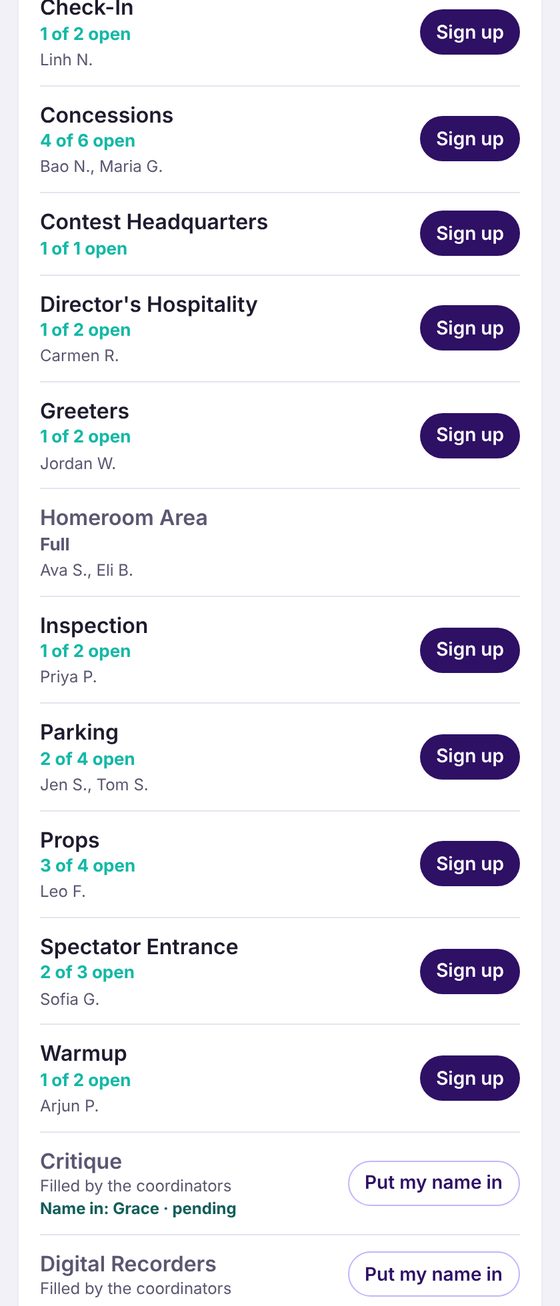 Check-In
1 of 2 open
Linh N.
Sign up
Concessions
4 of 6 open
Bao N., Maria G.
Sign up
Contest Headquarters
1 of 1 open
Sign up
Director's Hospitality
1 of 2 open
Carmen R.
Sign up
Greeters
1 of 2 open
Jordan W.
Sign up
Homeroom Area
Full
Ava S., Eli B.
Inspection
1 of 2 open
Priya P.
Sign up
Parking
2 of 4 open
Jen S., Tom S.
Sign up
Props
3 of 4 open
Leo F.
Sign up
Spectator Entrance
2 of 3 open
Sofia G.
Sign up
Warmup
1 of 2 open
Arjun P.
Sign up
Critique
Filled by the coordinators
Name in: Grace · pending
Put my name in
Digital Recorders
Filled by the coordinators
Put my name in